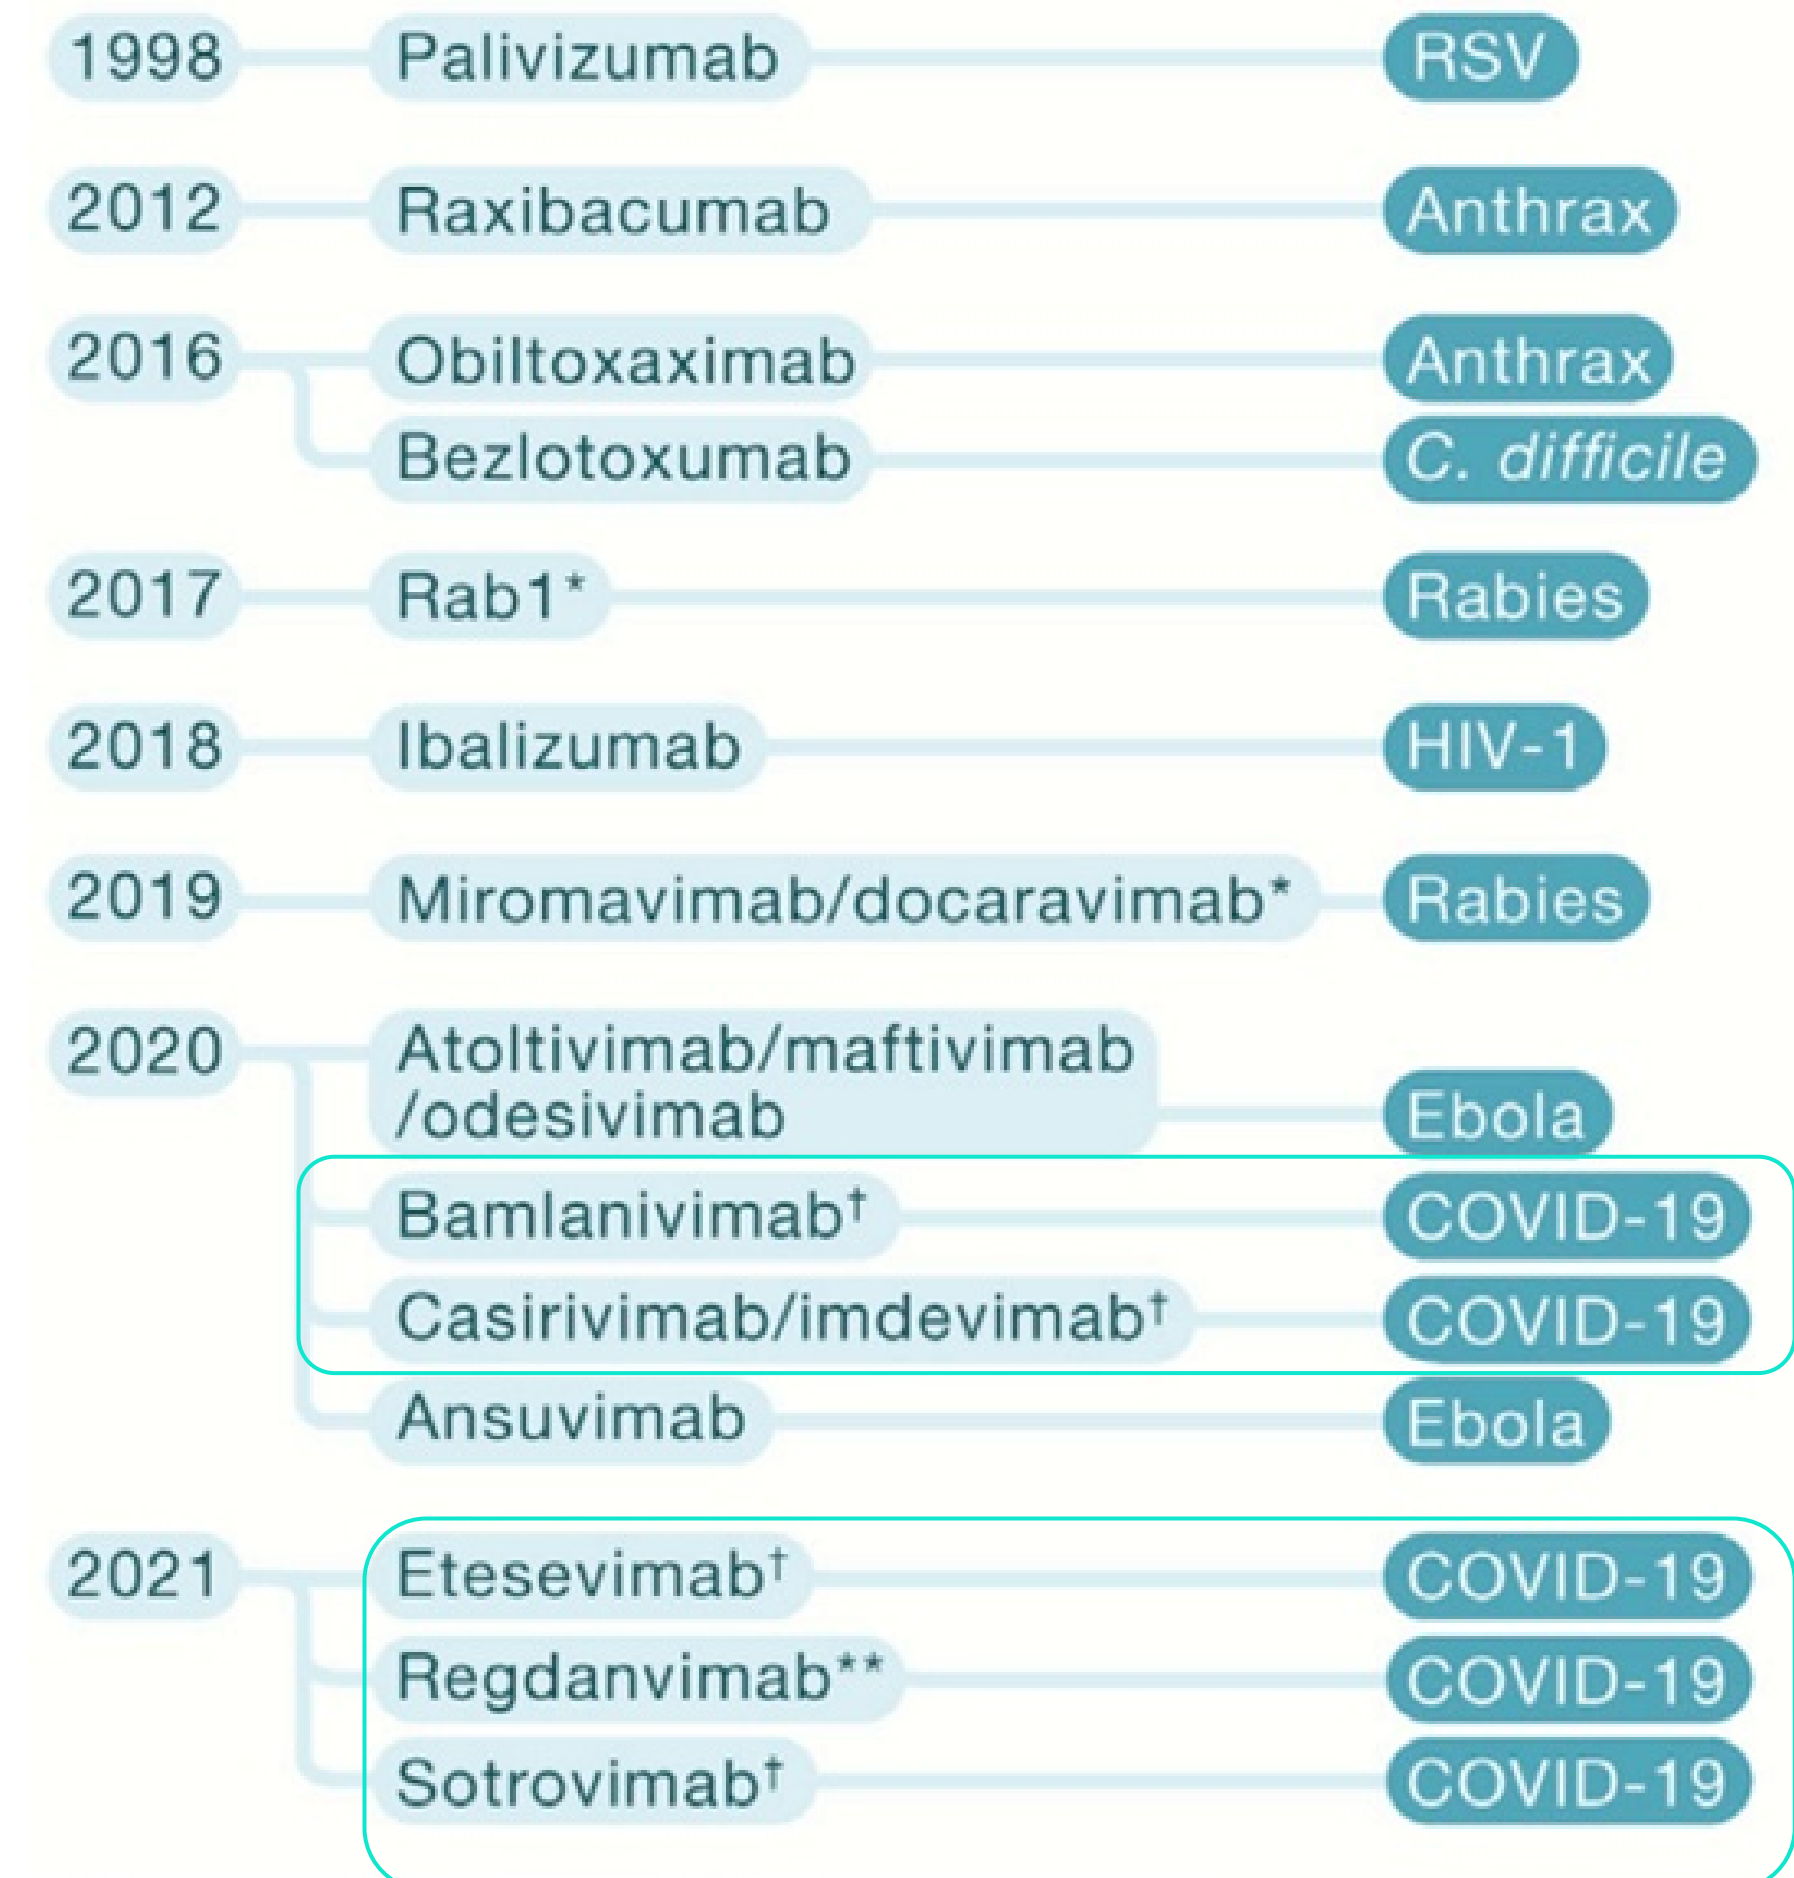 1998 Palivizumab RSV
2012 Raxibacumab Anthrax
2016 Obiltoxaximab Anthrax
Bezlotoxumab C. difficile
2017 Rab1* Rabies
2018 Ibalizumab HIV-1
2019 Miromavimab/docaravimab* Rabies
2020 Atoltivimab/maftivimab
/odesivimab Ebola
Bamlanivimab† COVID-19
Casirivimab/imdevimab† COVID-19
Ansuvimab Ebola
2021 Etesevimab† COVID-19
Regdanvimab** COVID-19
Sotrovimab† COVID-19